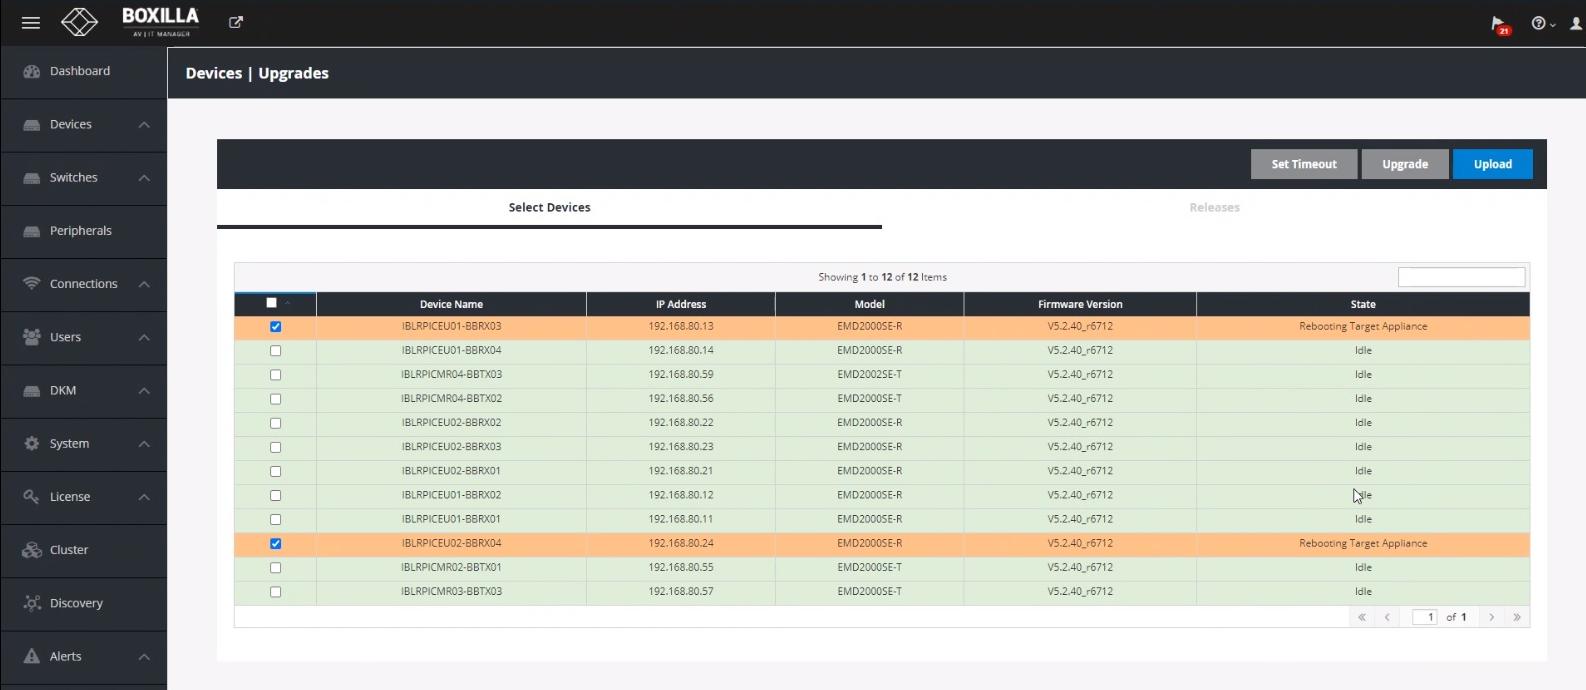 BOXILLA
AV | IT MANAGER
21
Dashboard
Devices
Switches
Peripherals
Connections
Users
DKM
System
License
Cluster
Discovery
Alerts
Devices | Upgrades
Set Timeout Upgrade Upload
Select Devices Releases
Showing 1 to 12 of 12 Items
Device Name IP Address Model Firmware Version State
IBLRPICEU01-BBRX03 192.168.80.13 EMD2000SE-R V5.2.40_r6712 Rebooting Target Appliance
IBLRPICEU01-BBRX04 192.168.80.14 EMD2000SE-R V5.2.40_r6712 Idle
IBLRPICMR04-BBTX03 192.168.80.59 EMD2002SE-T V5.2.40_r6712 Idle
IBLRPICMR04-BBTX02 192.168.80.56 EMD2000SE-T V5.2.40_r6712 Idle
IBLRPICEU02-BBRX02 192.168.80.22 EMD2000SE-R V5.2.40_r6712 Idle
IBLRPICEU02-BBRX03 192.168.80.23 EMD2000SE-R V5.2.40_r6712 Idle
IBLRPICEU02-BBRX01 192.168.80.21 EMD2000SE-R V5.2.40_r6712 Idle
IBLRPICEU01-BBRX02 192.168.80.12 EMD2000SE-R V5.2.40_r6712 Idle
IBLRPICEU01-BBRX01 192.168.80.11 EMD2000SE-R V5.2.40_r6712 Idle
IBLRPICEU02-BBRX04 192.168.80.24 EMD2000SE-R V5.2.40_r6712 Rebooting Target Appliance
IBLRPICMR02-BBTX01 192.168.80.55 EMD2000SE-T V5.2.40_r6712 Idle
IBLRPICMR03-BBTX03 192.168.80.57 EMD2000SE-T V5.2.40_r6712 Idle
« ‹ 1 of 1 › »